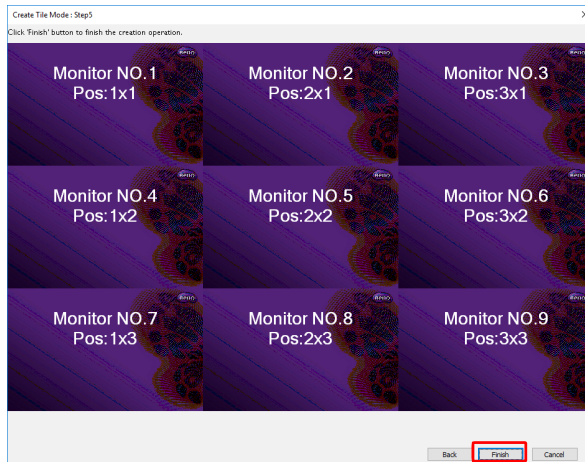 Create Tile Mode : Step5
Click 'Finish' button to finish the creation operation.
Monitor NO.1
Pos:1x1
Monitor NO.2
Pos:2x1
Monitor NO.3
Pos:3x1
Monitor NO.4
Pos:1x2
Monitor NO.5
Pos:2x2
Monitor NO.6
Pos:3x2
Monitor NO.7
Pos:1x3
Monitor NO.8
Pos:2x3
Monitor NO.9
Pos:3x3
Back
Finish
Cancel